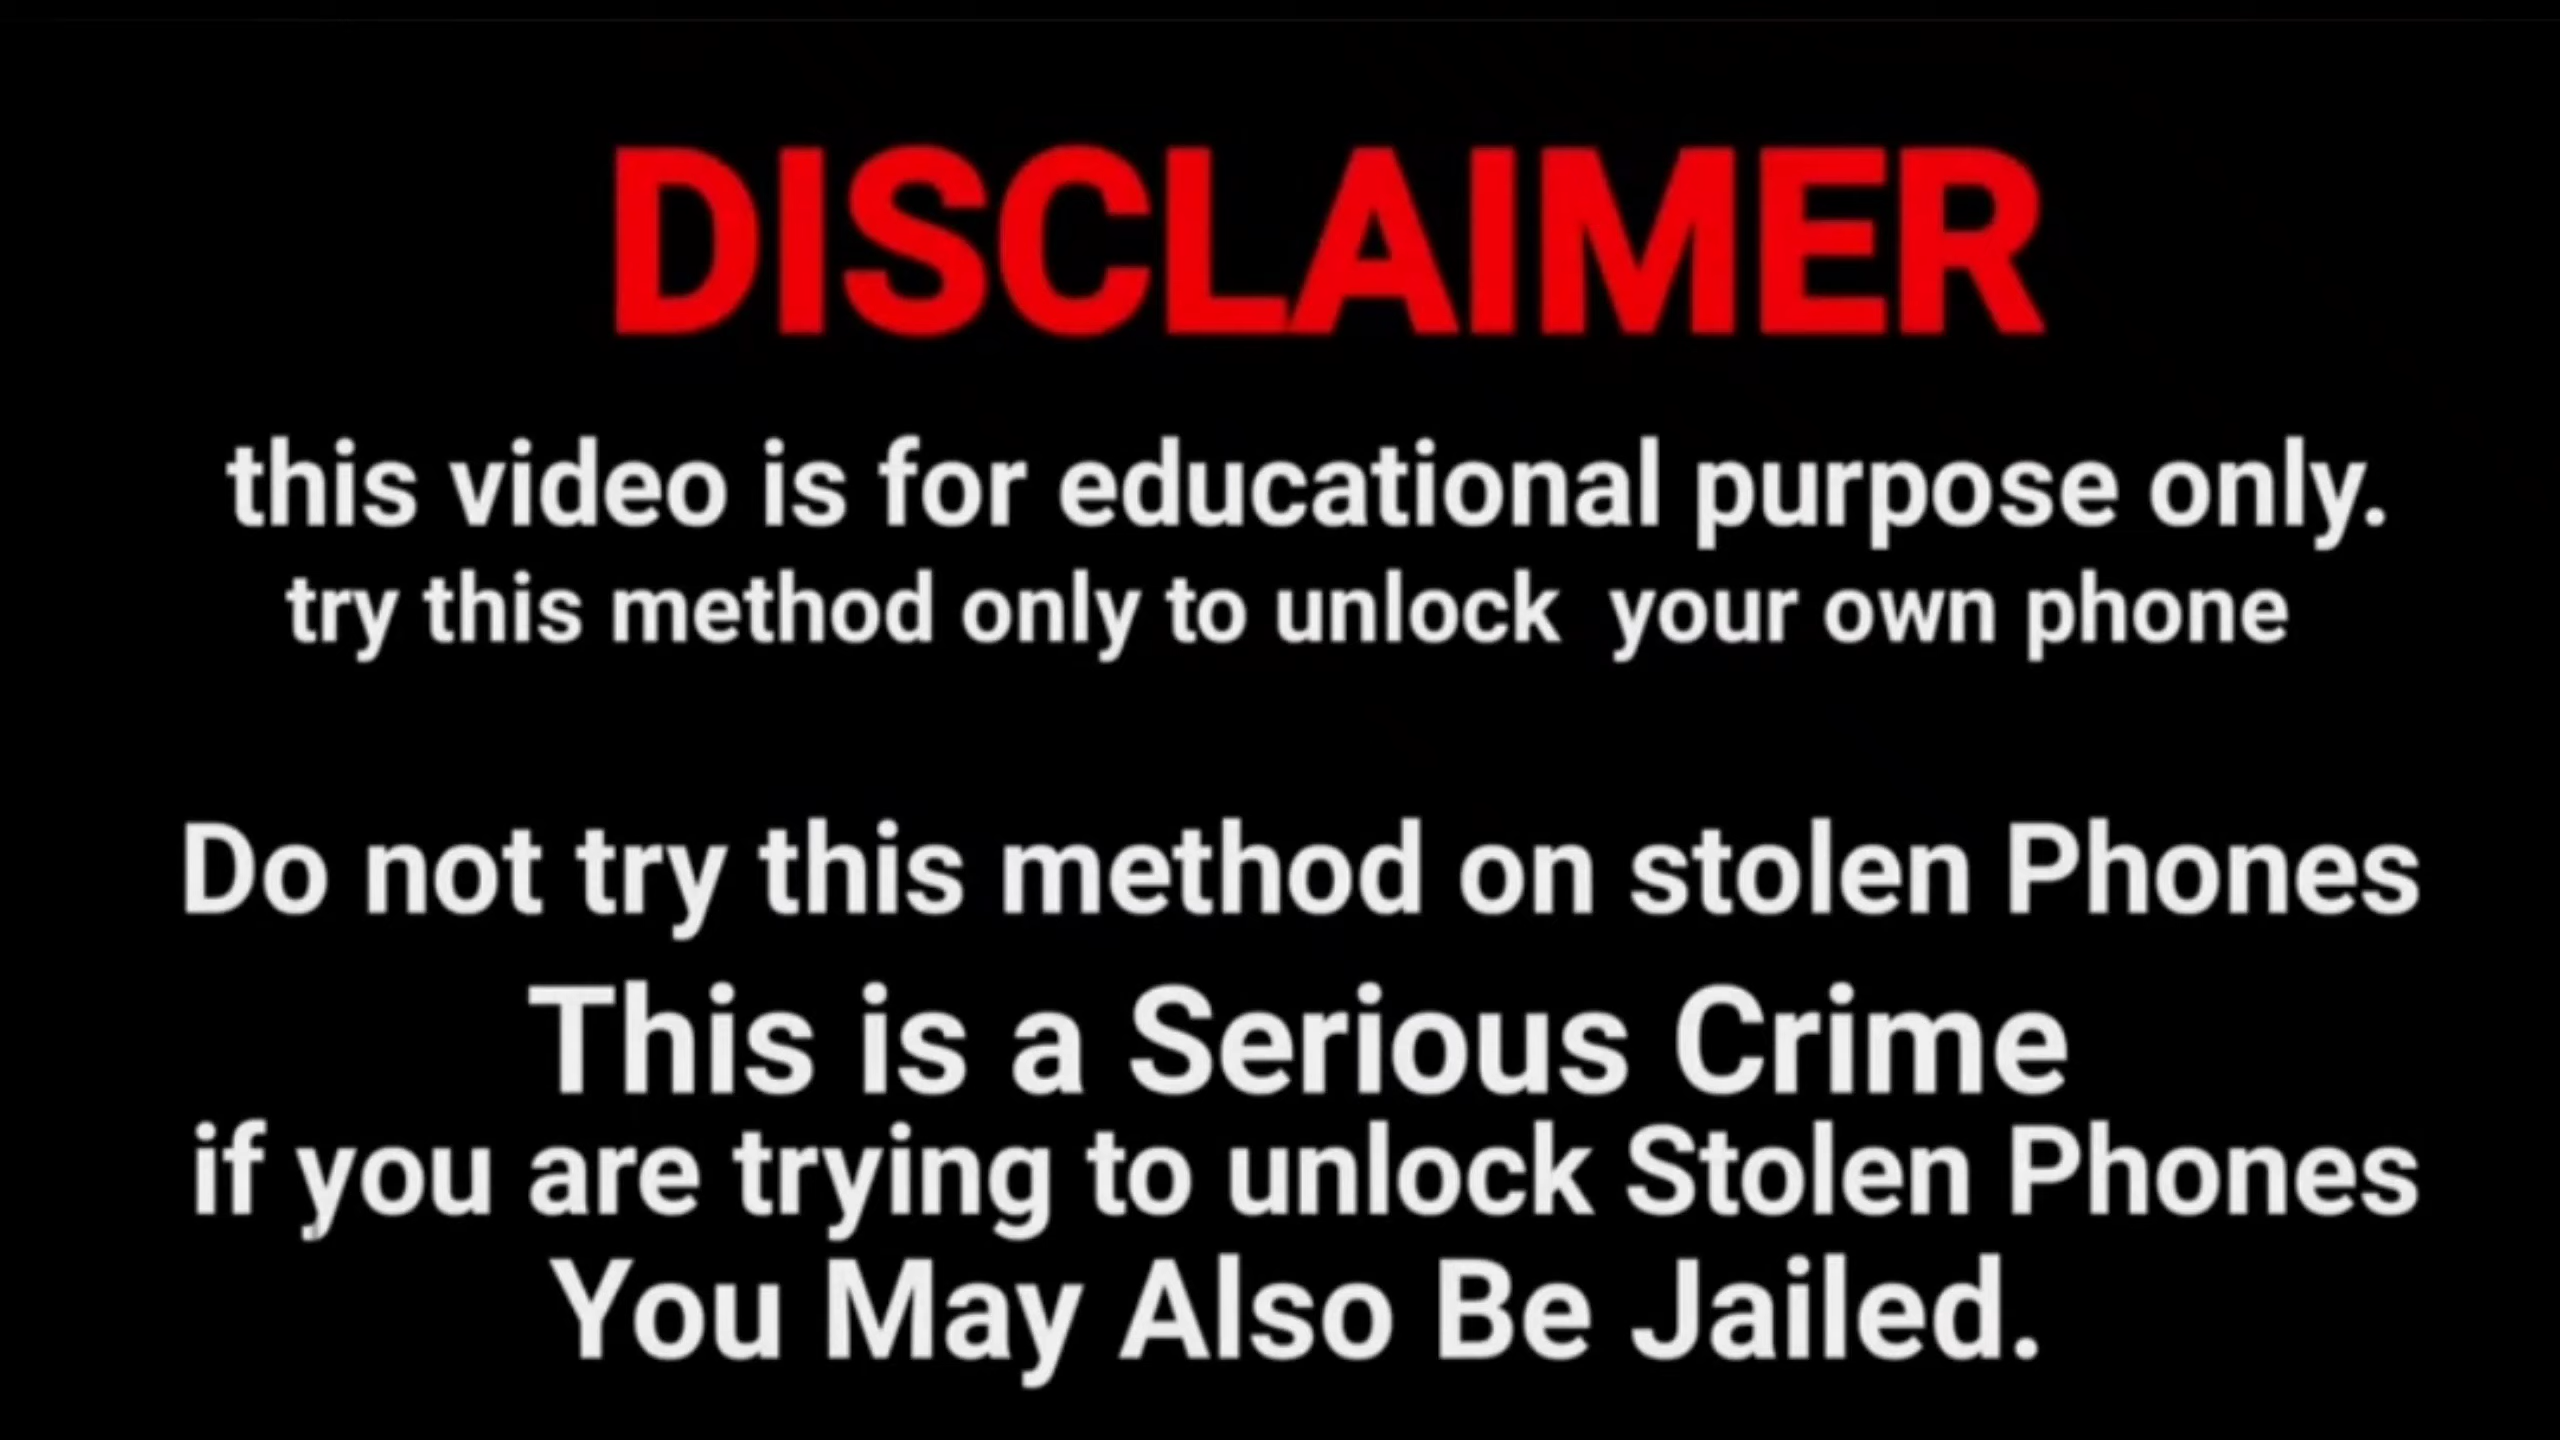 DISCLAIMER
this video is for educational purpose only.
try this method only to unlock  your own phone
Do not try this method on stolen Phones
This is a Serious Crime
if you are trying to unlock Stolen Phones
You May Also Be Jailed.